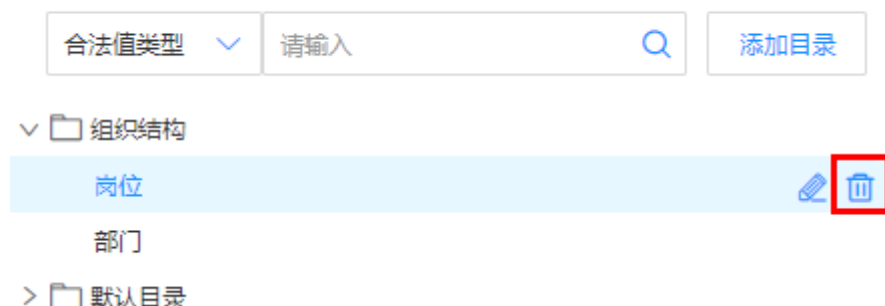 合法值类型 请输入 添加目录
组织结构
岗位
部门
默认目录